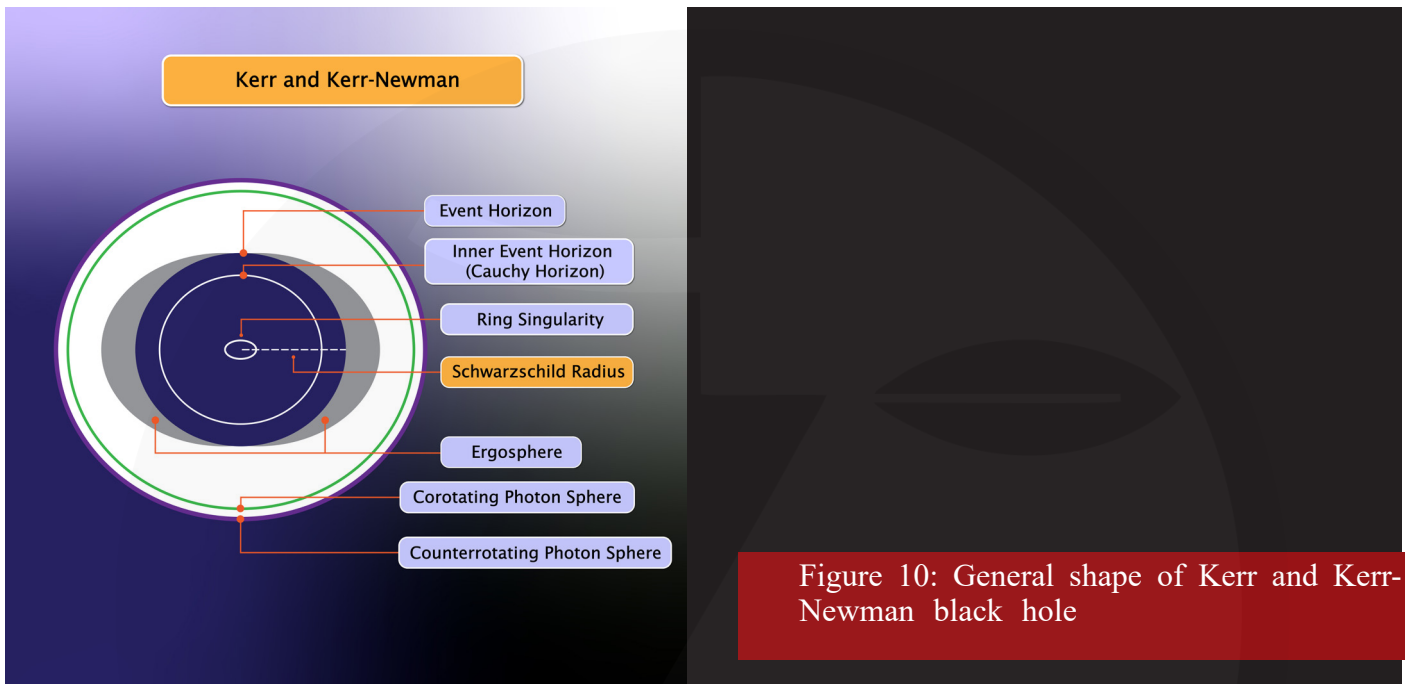 Kerr and Kerr-Newman
Event Horizon
Inner Event Horizon
(Cauchy Horizon)
Ring Singularity
Schwarzschild Radius
Ergosphere
Corotating Photon Sphere
Counterrotating Photon Sphere
Figure 10: General shape of Kerr and Kerr-
Newman black hole